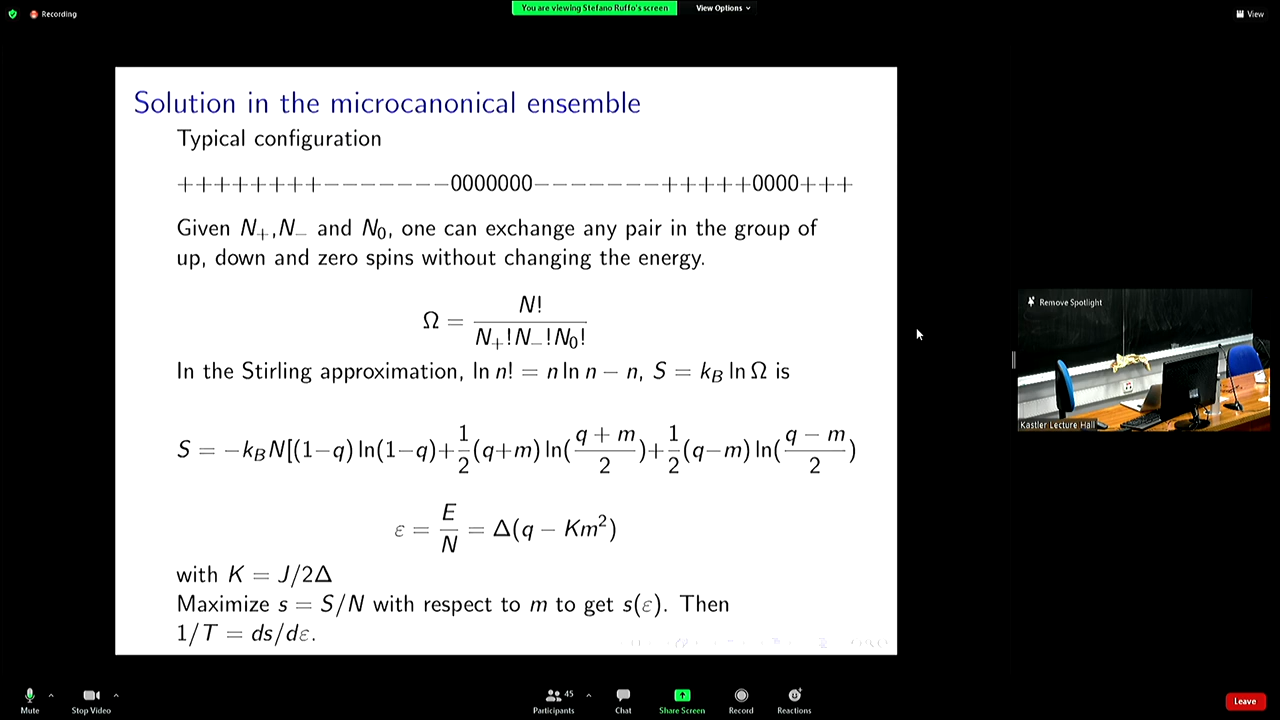 Recording
You are viewing Stefano Ruffo's screen
View Options
View
Solution in the microcanonical ensemble
Typical configuration
++++++++−−−−−−−−0000000−−−−−−−−+++++0000+++
Given N₊,N₋ and N₀, one can exchange any pair in the group of
up, down and zero spins without changing the energy.
Ω = N! / N₊!N₋!N₀!
In the Stirling approximation, ln n! = n ln n − n, S = k_B ln Ω is
S = −k_BN[(1−q) ln(1−q)+1/2(q+m) ln((q + m)/2)+1/2(q−m) ln((q − m)/2)
ε = E/N = Δ(q − Km²)
with K = J/2Δ
Maximize s = S/N with respect to m to get s(ε). Then
1/T = ds/dε.
Remove Spotlight
Kastler Lecture Hall
Mute
Stop Video
45
Participants
Chat
Share Screen
Record
Reactions
Leave